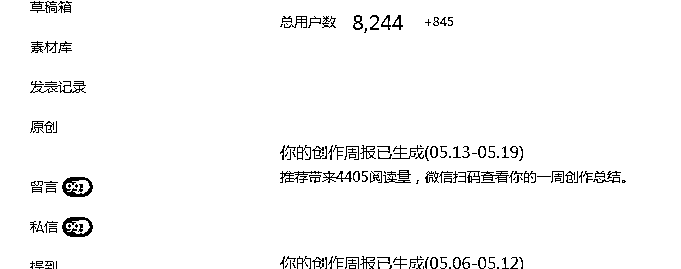 草稿箱
总用户数 8,244 +845
素材库
发表记录
原创
你的创作周报已生成(05.13-05.19)
推荐带来4405阅读量，微信扫码查看你的一周创作总结。
留言 99+
私信 99+
提到
你的创作周报已生成(05.06-05.12)